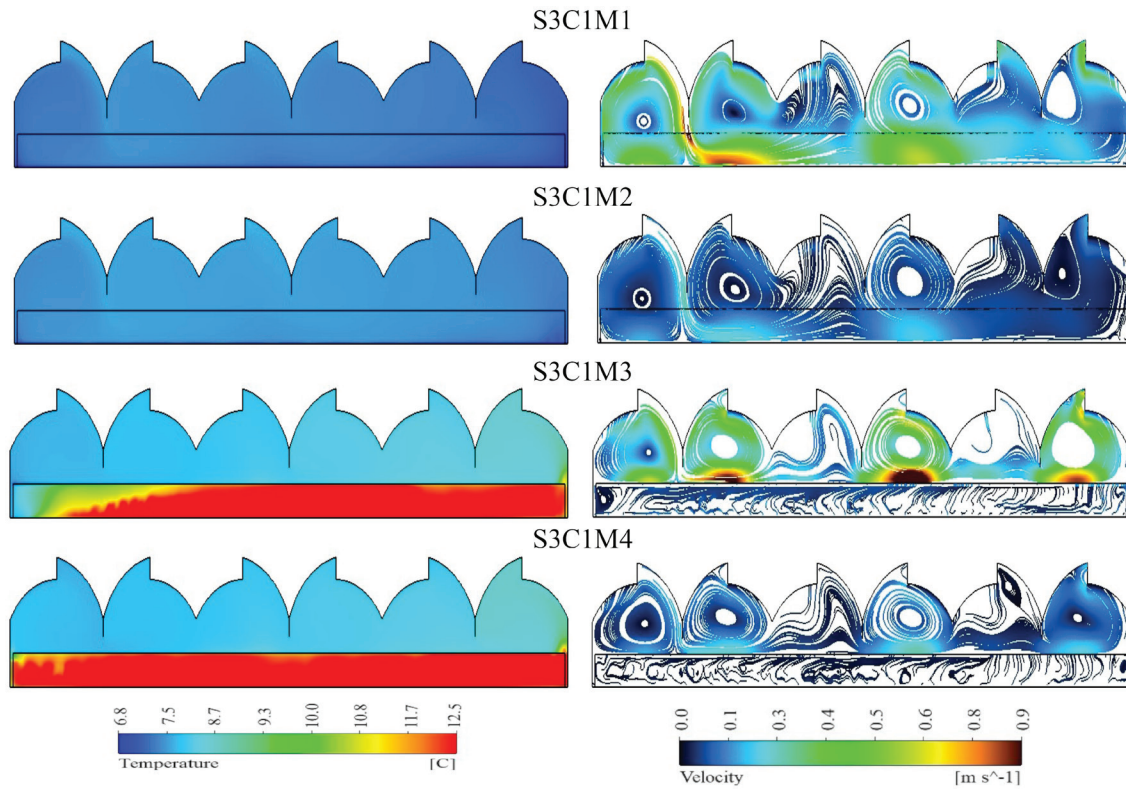 S3C1M1
S3C1M2
S3C1M3
S3C1M4
6.8 7.5 8.7 9.3 10.0 10.8 11.7 12.5
Temperature [C]
0.0 0.1 0.3 0.4 0.5 0.6 0.7 0.8 0.9
Velocity [m s^-1]